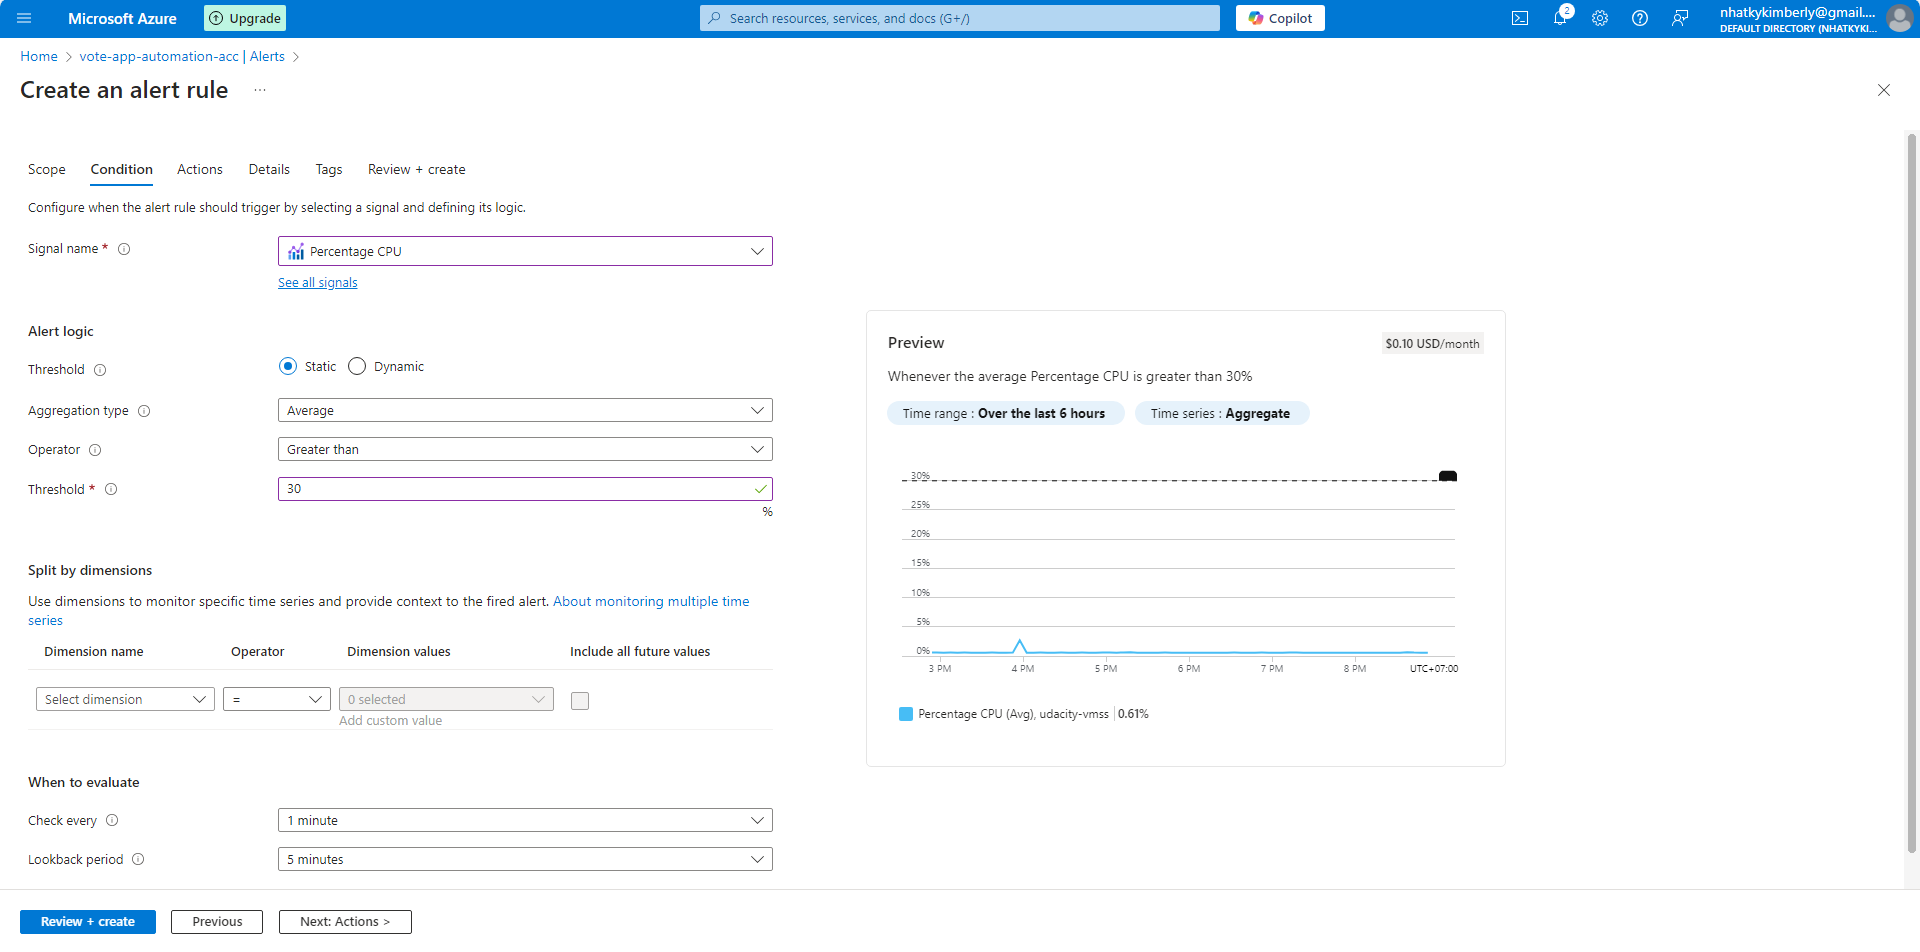 Microsoft Azure
Upgrade
Search resources, services, and docs (G+/)
Copilot
2
nhatkykimberly@gmail....
DEFAULT DIRECTORY (NHATKYKI...
Home > vote-app-automation-acc | Alerts >
Create an alert rule ...
Scope Condition Actions Details Tags Review + create
Configure when the alert rule should trigger by selecting a signal and defining its logic.
Signal name *
Percentage CPU
See all signals
Alert logic
Threshold
Static Dynamic
Aggregation type
Average
Operator
Greater than
Threshold *
30
%
Split by dimensions
Use dimensions to monitor specific time series and provide context to the fired alert. About monitoring multiple time
series
Dimension name Operator Dimension values Include all future values
Select dimension = 0 selected
Add custom value
When to evaluate
Check every
1 minute
Lookback period
5 minutes
Preview
$0.10 USD/month
Whenever the average Percentage CPU is greater than 30%
Time range : Over the last 6 hours Time series : Aggregate
30%
25%
20%
15%
10%
5%
0%
3 PM 4 PM 5 PM 6 PM 7 PM 8 PM UTC+07:00
Percentage CPU (Avg), udacity-vmss | 0.61%
Review + create Previous Next: Actions >